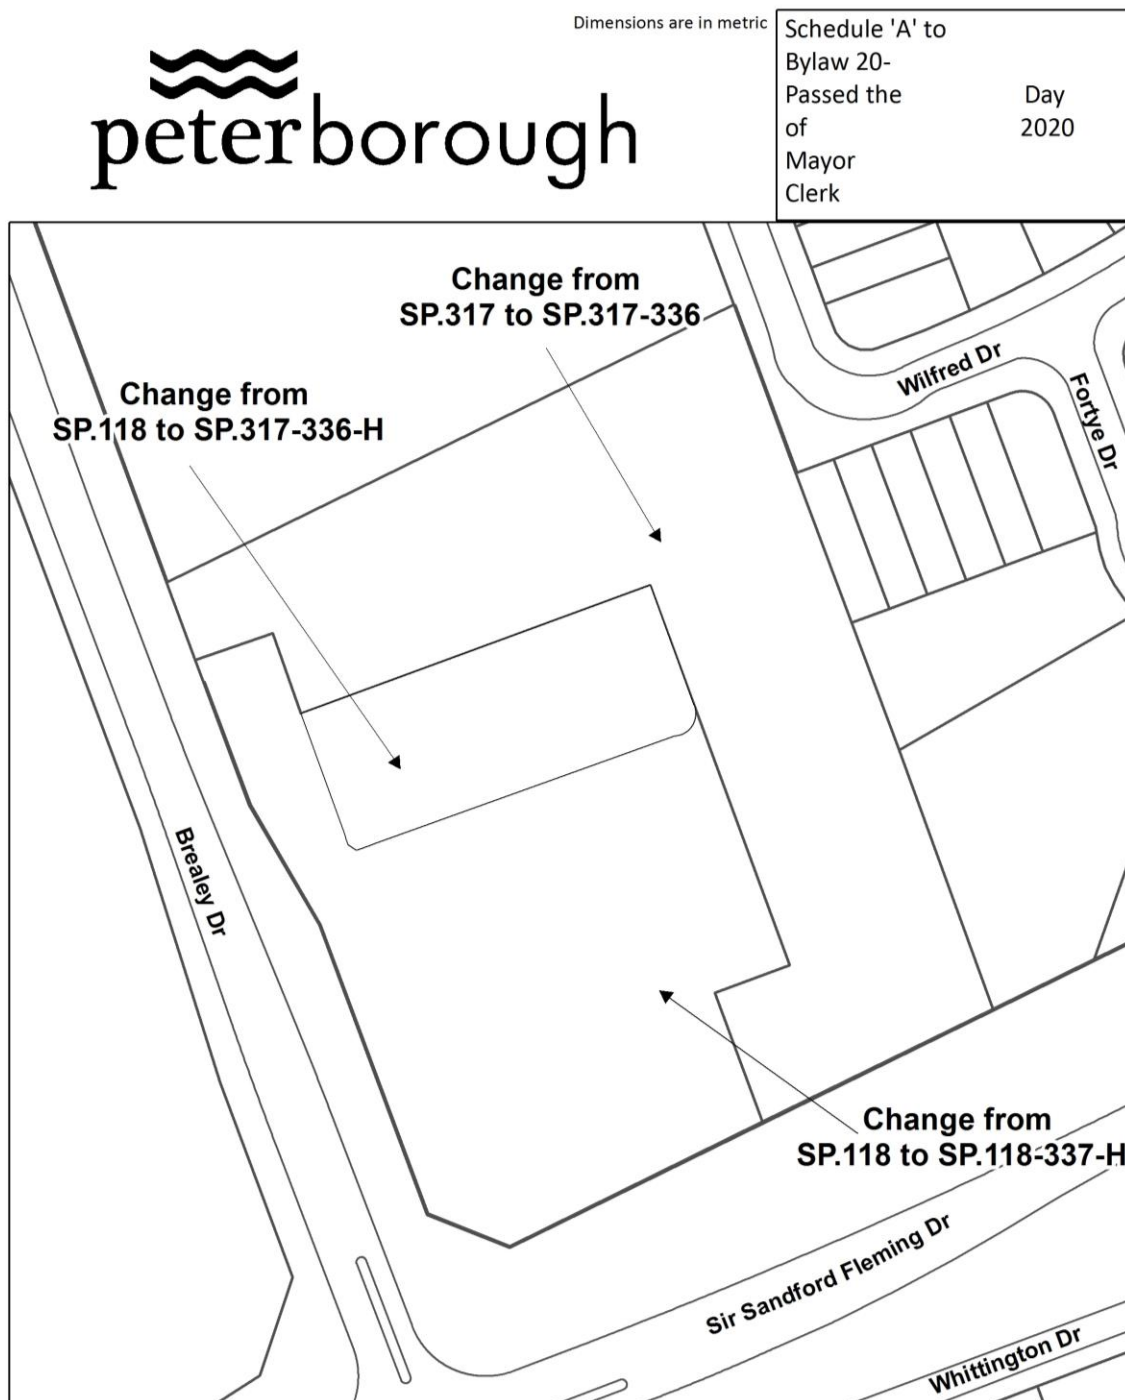 Dimensions are in metric
Schedule 'A' to
Bylaw 20-
Passed the Day
of 2020
Mayor
Clerk
peterborough
Change from
SP.317 to SP.317-336
Change from
SP.118 to SP.317-336-H
Wilfred Dr
Fortye Dr
Brealey Dr
Change from
SP.118 to SP.118-337-H
Sir Sandford Fleming Dr
Whittington Dr